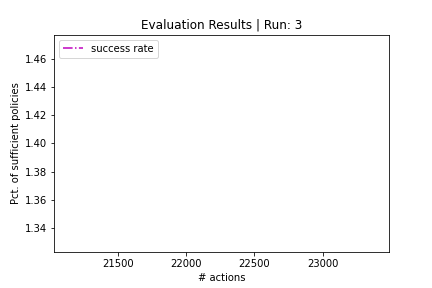 Evaluation Results | Run: 3
success rate
Pct. of sufficient policies
1.46
1.44
1.42
1.40
1.38
1.36
1.34
21500 22000 22500 23000
# actions